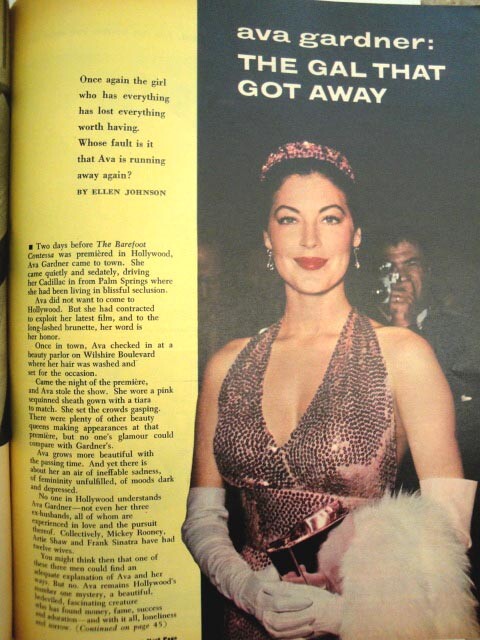 ava gardner:
THE GAL THAT
GOT AWAY
Once again the girl
who has everything
has lost everything
worth having.
Whose fault is it
that Ava is running
away again?
BY ELLEN JOHNSON
■ Two days before The Barefoot
Contessa was premièred in Hollywood,
Ava Gardner came to town. She
came quietly and sedately, driving
her Cadillac in from Palm Springs where
she had been living in blissful seclusion.
Ava did not want to come to
Hollywood. But she had contracted
to exploit her latest film, and to the
long-lashed brunette, her word is
her honor.
Once in town, Ava checked in at a
beauty parlor on Wilshire Boulevard
where her hair was washed and
set for the occasion.
Came the night of the première,
and Ava stole the show. She wore a pink
sequinned sheath gown with a tiara
to match. She set the crowds gasping.
There were plenty of other beauty
queens making appearances at that
première, but no one's glamour could
compare with Gardner's.
Ava grows more beautiful with
the passing time. And yet there is
about her an air of ineffable sadness,
of femininity unfulfilled, of moods dark
and depressed.
No one in Hollywood understands
Ava Gardner—not even her three
ex-husbands, all of whom are
experienced in love and the pursuit
thereof. Collectively, Mickey Rooney,
Artie Shaw and Frank Sinatra have had
twelve wives.
You might think then that one of
these three men could find an
adequate explanation of Ava and her
ways. But no. Ava remains Hollywood's
number one mystery, a beautiful,
bedeviled, fascinating creature
who has found money, fame, success
and adoration—and with it all, loneliness
and sorrow. (Continued on page 45)
Page